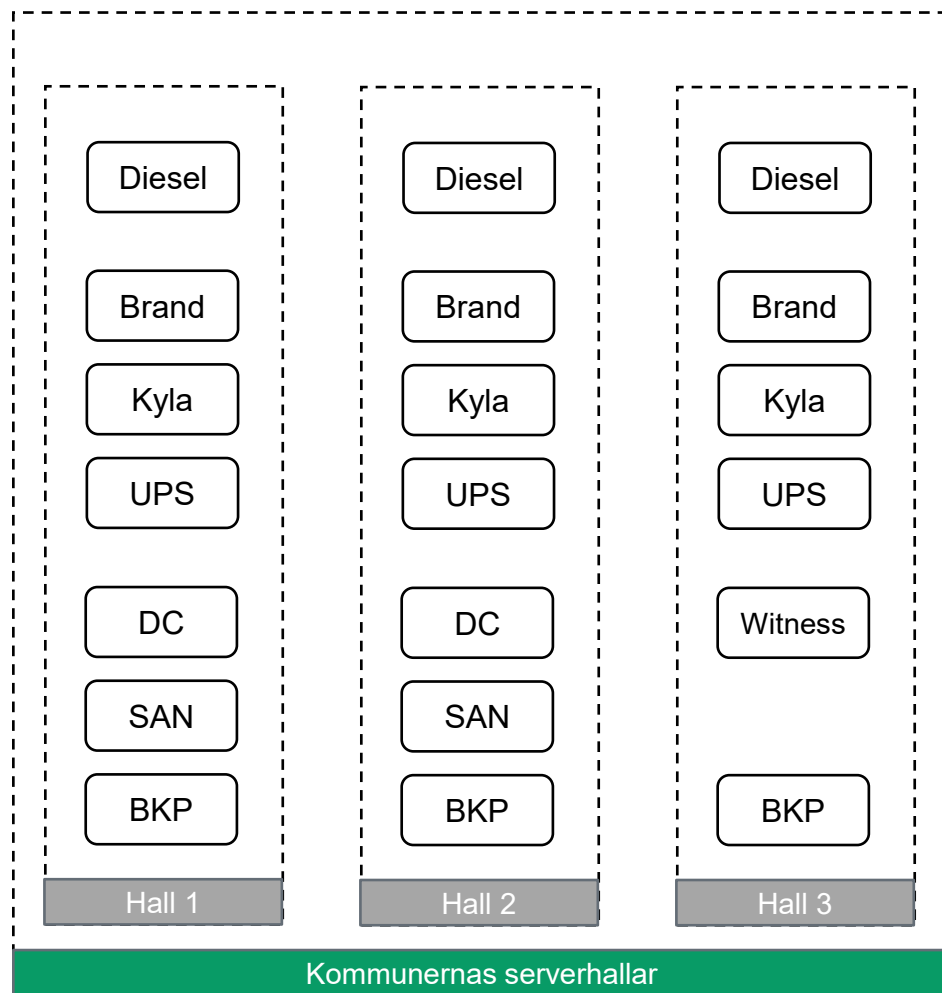 Diesel
Brand
Kyla
UPS
DC
SAN
BKP
Hall 1
Diesel
Brand
Kyla
UPS
DC
SAN
BKP
Hall 2
Diesel
Brand
Kyla
UPS
Witness
BKP
Hall 3
Kommunernas serverhallar